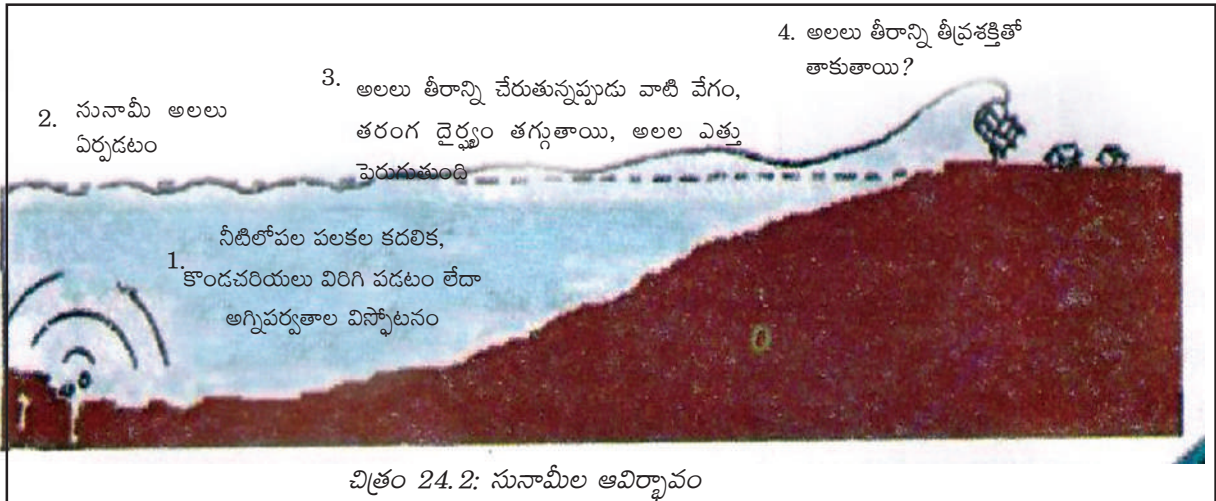 4. అలలు తీరాన్ని తీవ్రశక్తితో
తాకుతాయి?
3. అలలు తీరాన్ని చేరుతున్నప్పుడు వాటి వేగం,
తరంగ దైర్ఘ్యం తగ్గుతాయి, అలల ఎత్తు
పెరుగుతుంది
2. సునామీ అలలు
ఏర్పడటం
నీటిలోపల పలకల కదలిక,
1. కొండచరియలు విరిగి పడటం లేదా
అగ్నిపర్వతాల విస్ఫోటనం
చిత్రం 24.2: సునామీల ఆవిర్భావం